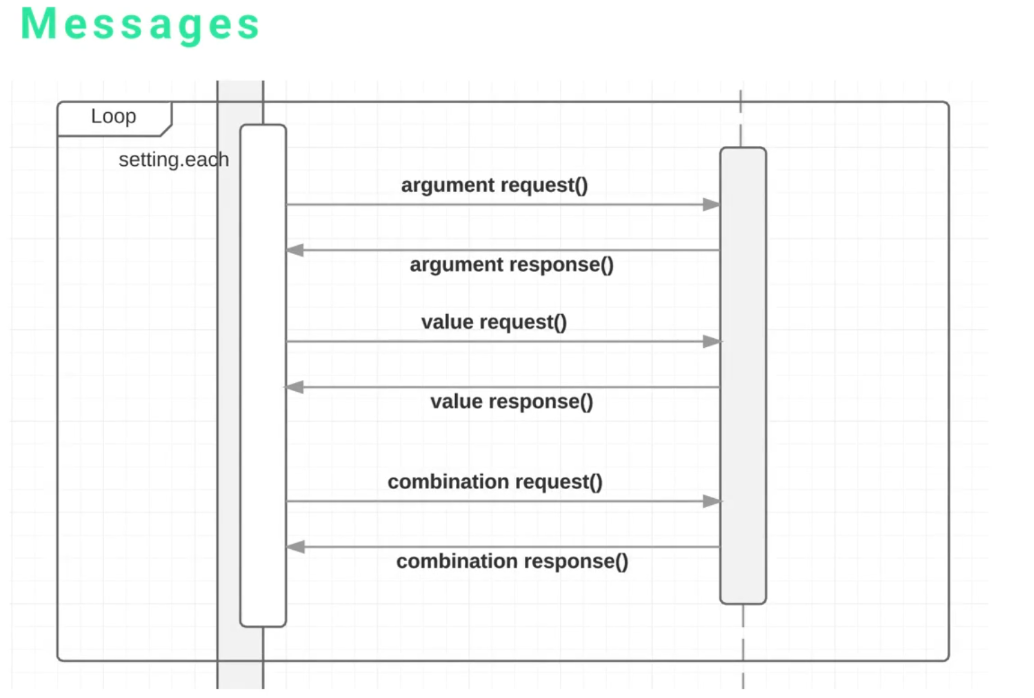 Messages
Loop
setting.each
argument request()
argument response()
value request()
value response()
combination request()
combination response()